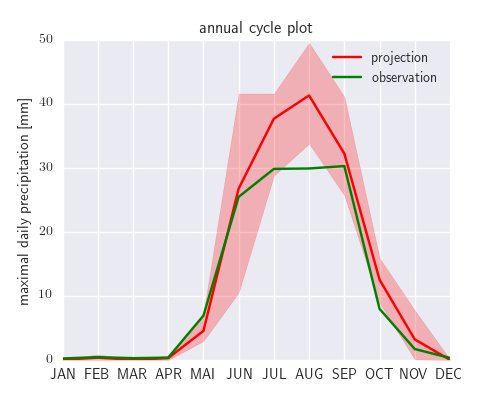 annual cycle plot
projection
observation
maximal daily precipitation [mm]
50
40
30
20
10
0
JAN FEB MAR APR MAI JUN JUL AUG SEP OCT NOV DEC